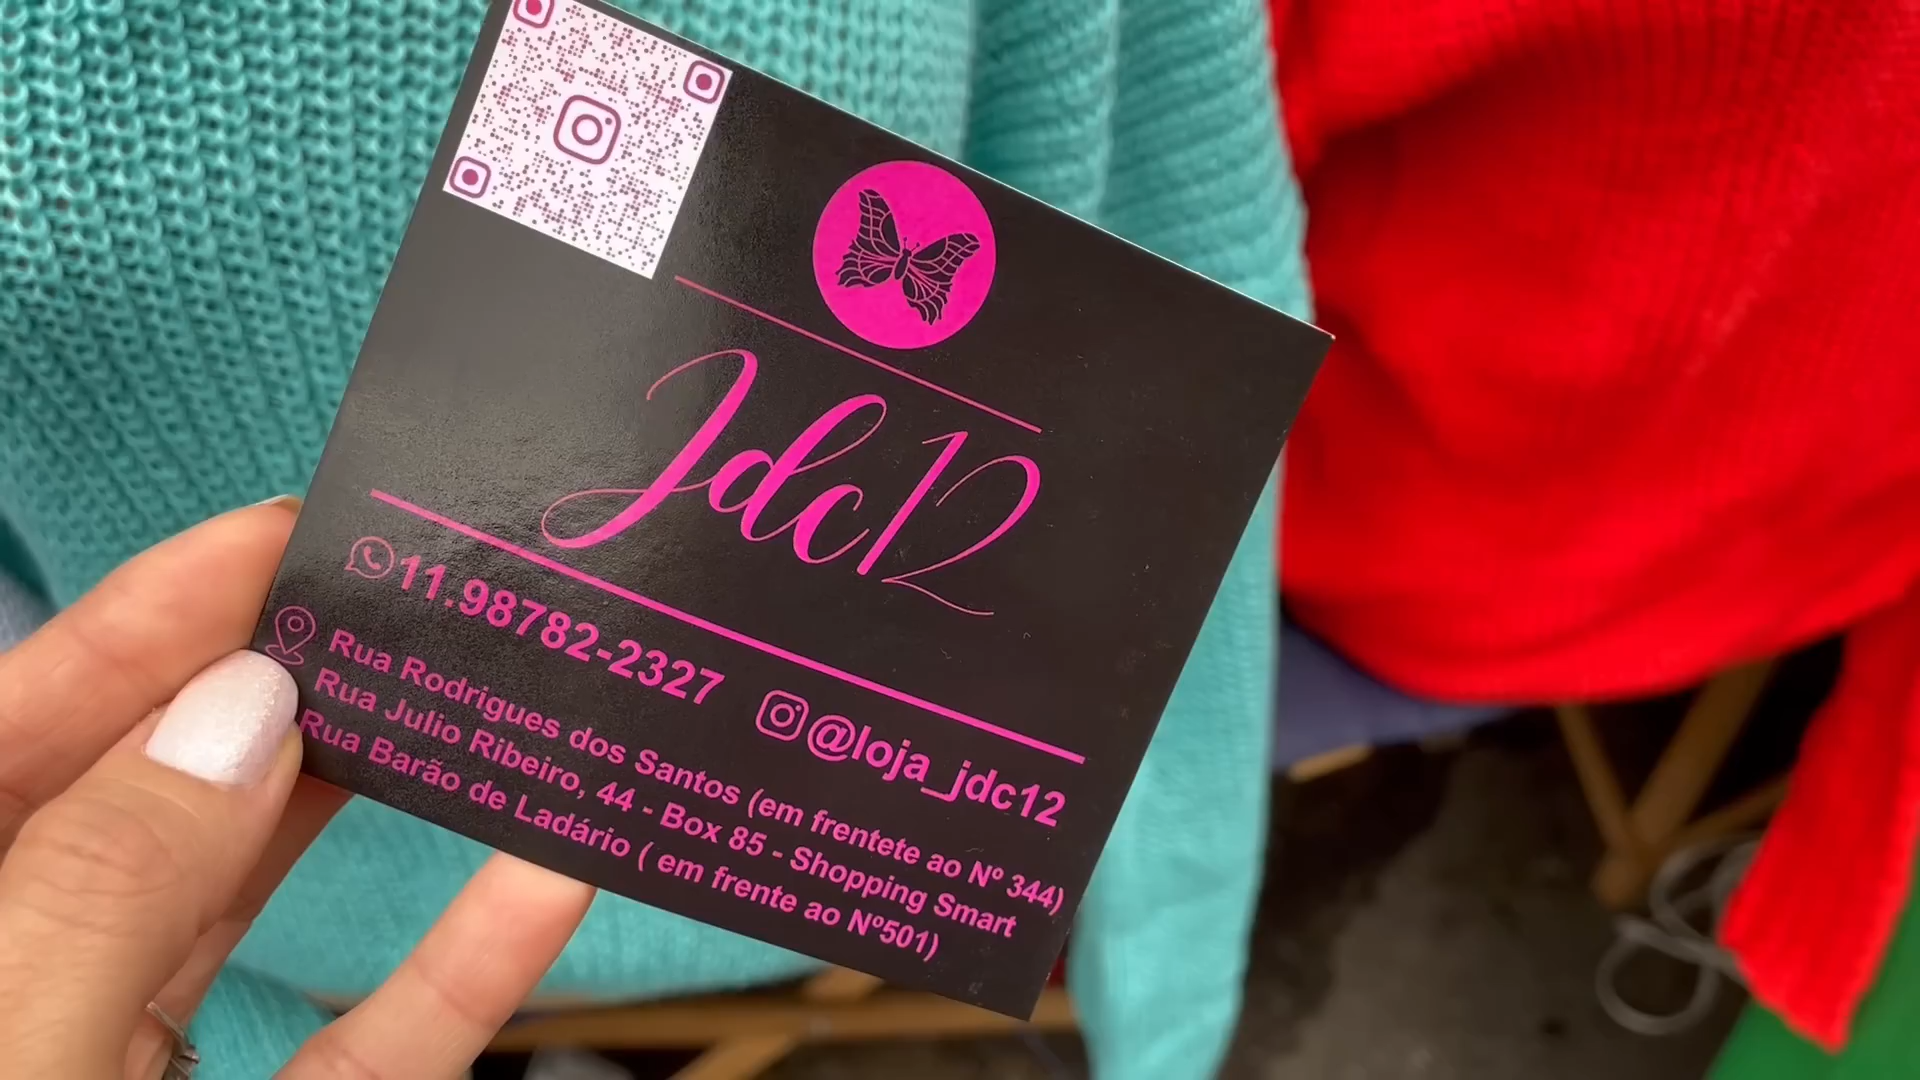 Jdc12
11.98782-2327
@loja_jdc12
Rua Rodrigues dos Santos (em frentete ao Nº 344)
Rua Julio Ribeiro, 44 - Box 85 - Shopping Smart
Rua Barão de Ladário ( em frente ao Nº501)